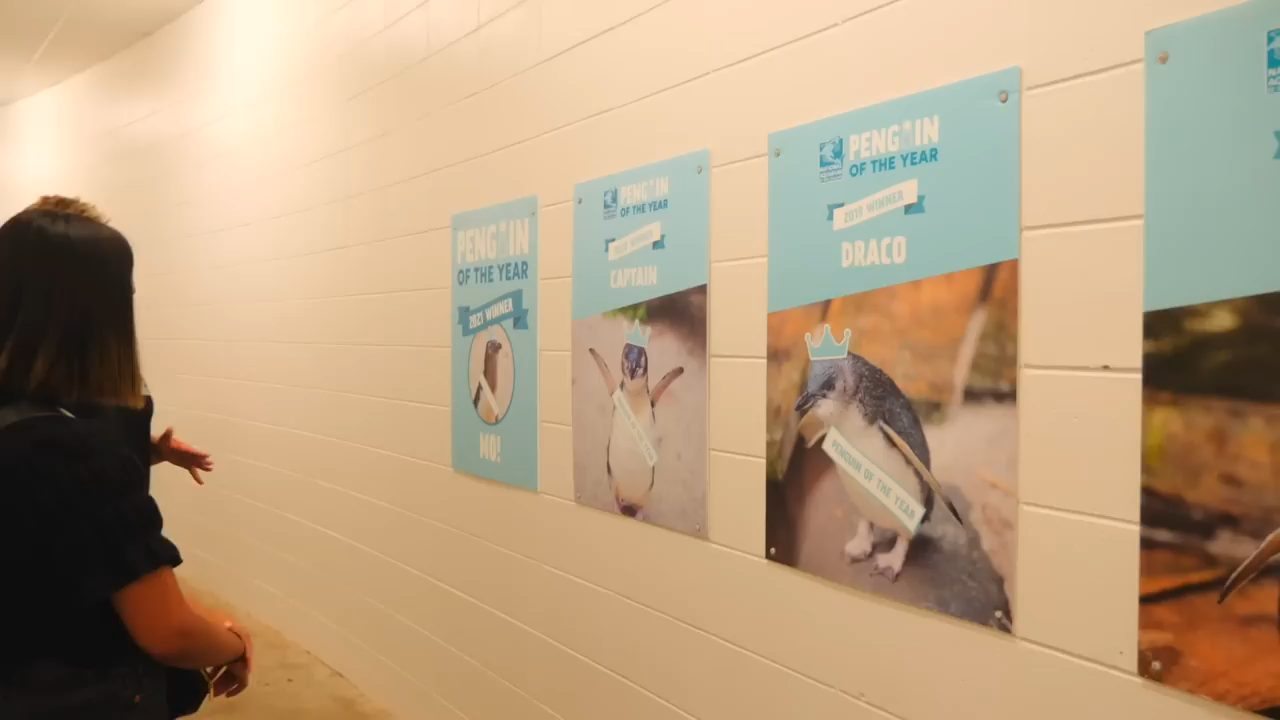 PENGUIN
OF THE YEAR
2021 WINNER
MO!
PENGUIN
OF THE YEAR
WINNER
CAPTAIN
PENGUIN
OF THE YEAR
2019 WINNER
DRACO
PENGUIN OF THE YEAR